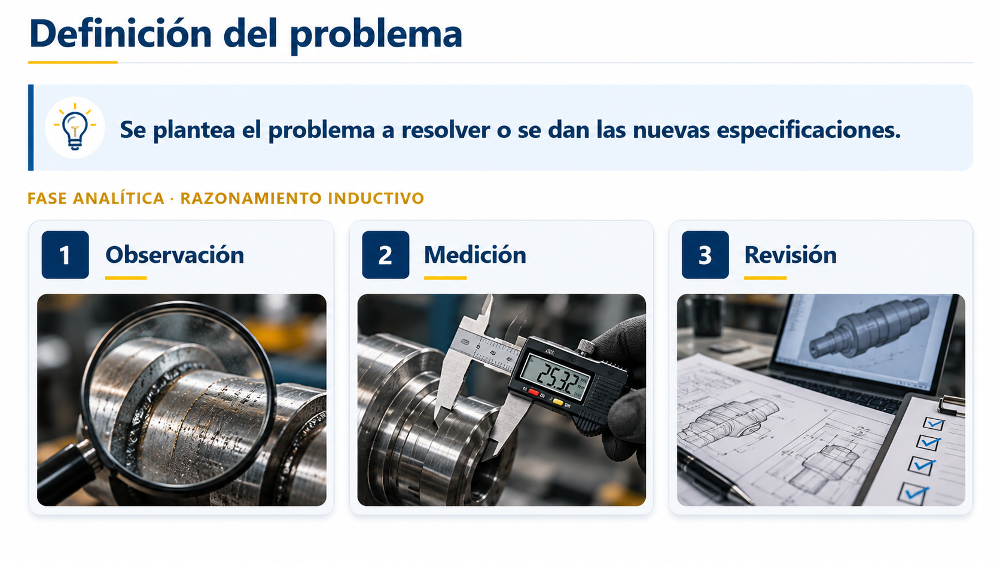 Definición del problema
Se plantea el problema a resolver o se dan las nuevas especificaciones.
FASE ANALÍTICA · RAZONAMIENTO INDUCTIVO
1 Observación
2 Medición
3 Revisión
25.32